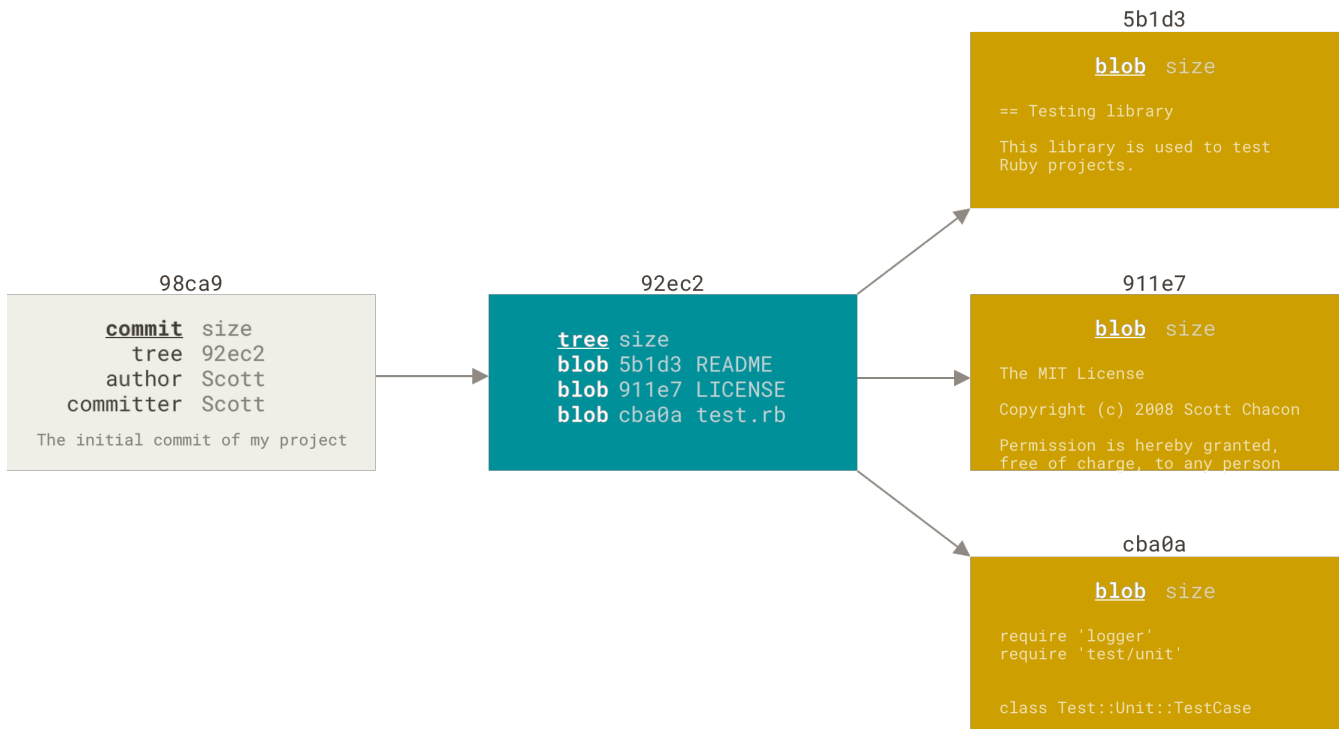 98ca9
commit size
tree 92ec2
author Scott
committer Scott
The initial commit of my project
92ec2
tree size
blob 5b1d3 README
blob 911e7 LICENSE
blob cba0a test.rb
5b1d3
blob size
== Testing library
This library is used to test
Ruby projects.
911e7
blob size
The MIT License
Copyright (c) 2008 Scott Chacon
Permission is hereby granted,
free of charge, to any person
cba0a
blob size
require 'logger'
require 'test/unit'
class Test::Unit::TestCase